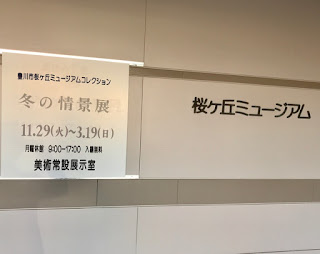 豊川市桜ヶ丘ミュージアムコレクション
冬の情景展
11.29(火)~3.19(日)
月曜休館 9:00-17:00 入場無料
美術常設展示室
桜ヶ丘ミュージアム